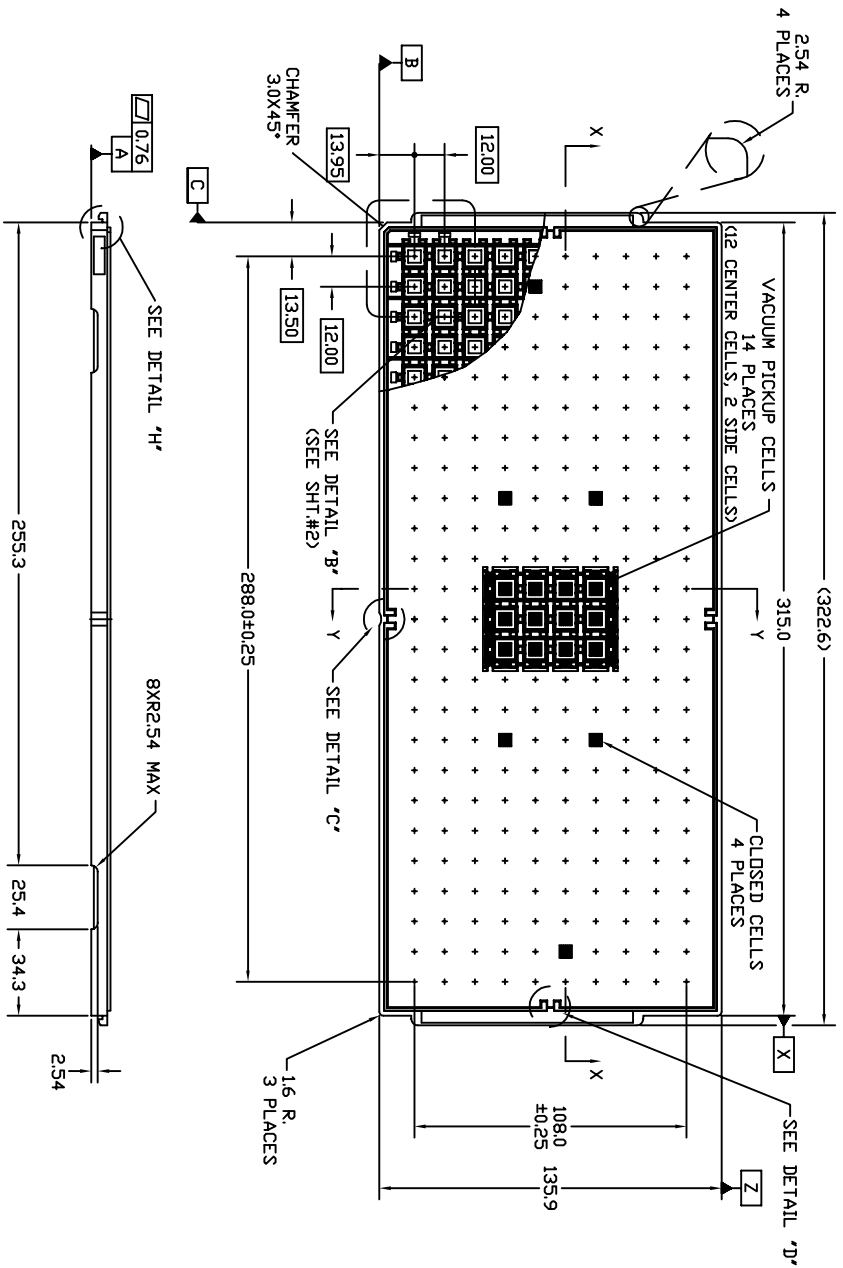 2.54 R.
4 PLACES
(322.6)
315.0
VACUUM PICKUP CELLS
14 PLACES
(12 CENTER CELLS, 2 SIDE CELLS)
CLOSED CELLS
4 PLACES
SEE DETAIL "D"
X
Z
X
X
Y
Y
B
12.00
13.95
CHAMFER
3.0X45°
C
13.50
12.00
SEE DETAIL "B"
(SEE SHT.#2)
SEE DETAIL "C"
288.0±0.25
108.0
±0.25
135.9
1.6 R.
3 PLACES
0.76
A
SEE DETAIL "H"
8XR2.54 MAX
255.3
25.4
34.3
2.54